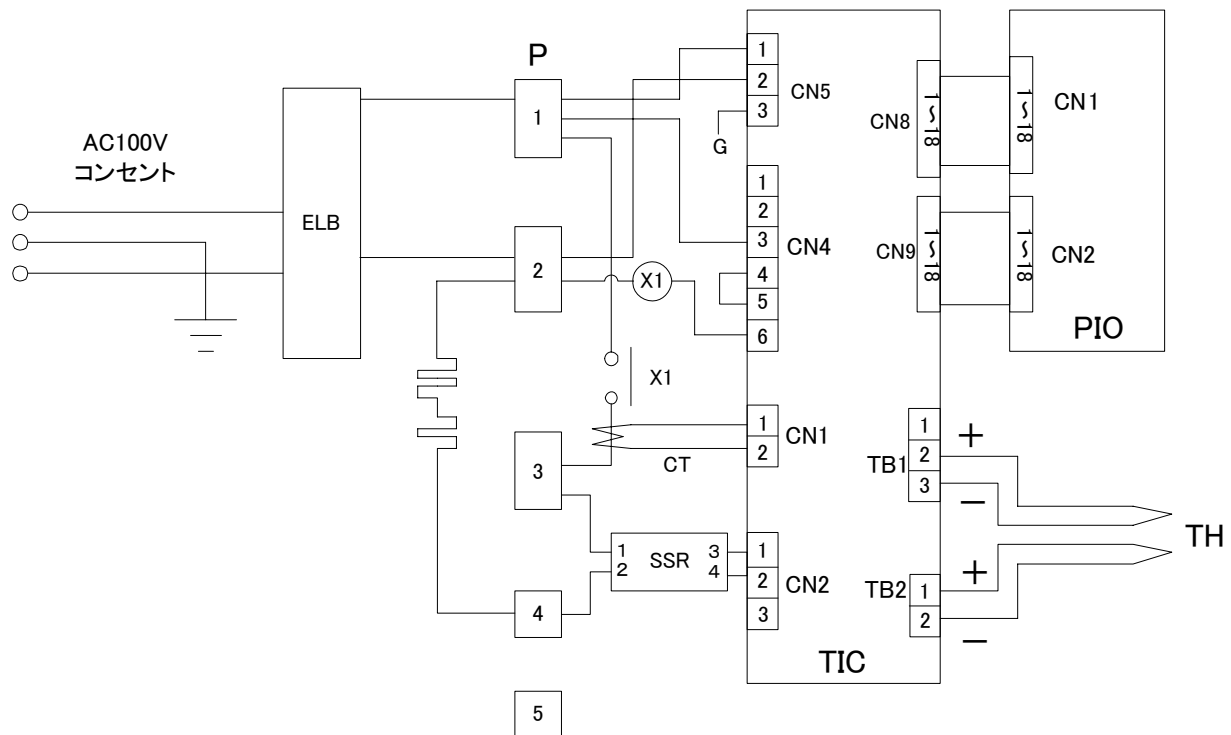 AC100V
コンセント
ELB
P
1
2
3
4
5
X1
X1
CT
1 SSR 3
2 4
1
2
3
CN5
G
1
2
3
4
5
6
CN4
1
2
CN1
1
2
3
CN2
TIC
CN8
1~18
CN9
1~18
1~18
CN1
1~18
CN2
PIO
TB1
1
2
3
+
−
TB2
1
2
+
−
TH